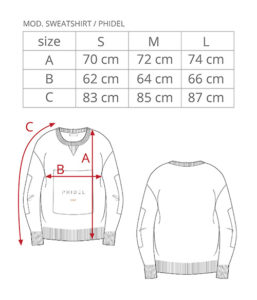 MOD. SWEATSHIRT / PHIDEL
size S M L
A 70 cm 72 cm 74 cm
B 62 cm 64 cm 66 cm
C 83 cm 85 cm 87 cm
C
A
B
PHIDEL